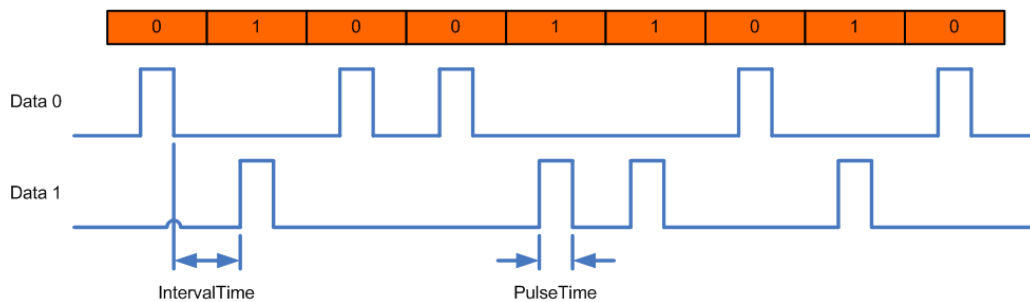 0 1 0 0 1 1 0 1 0
Data 0
Data 1
IntervalTime PulseTime